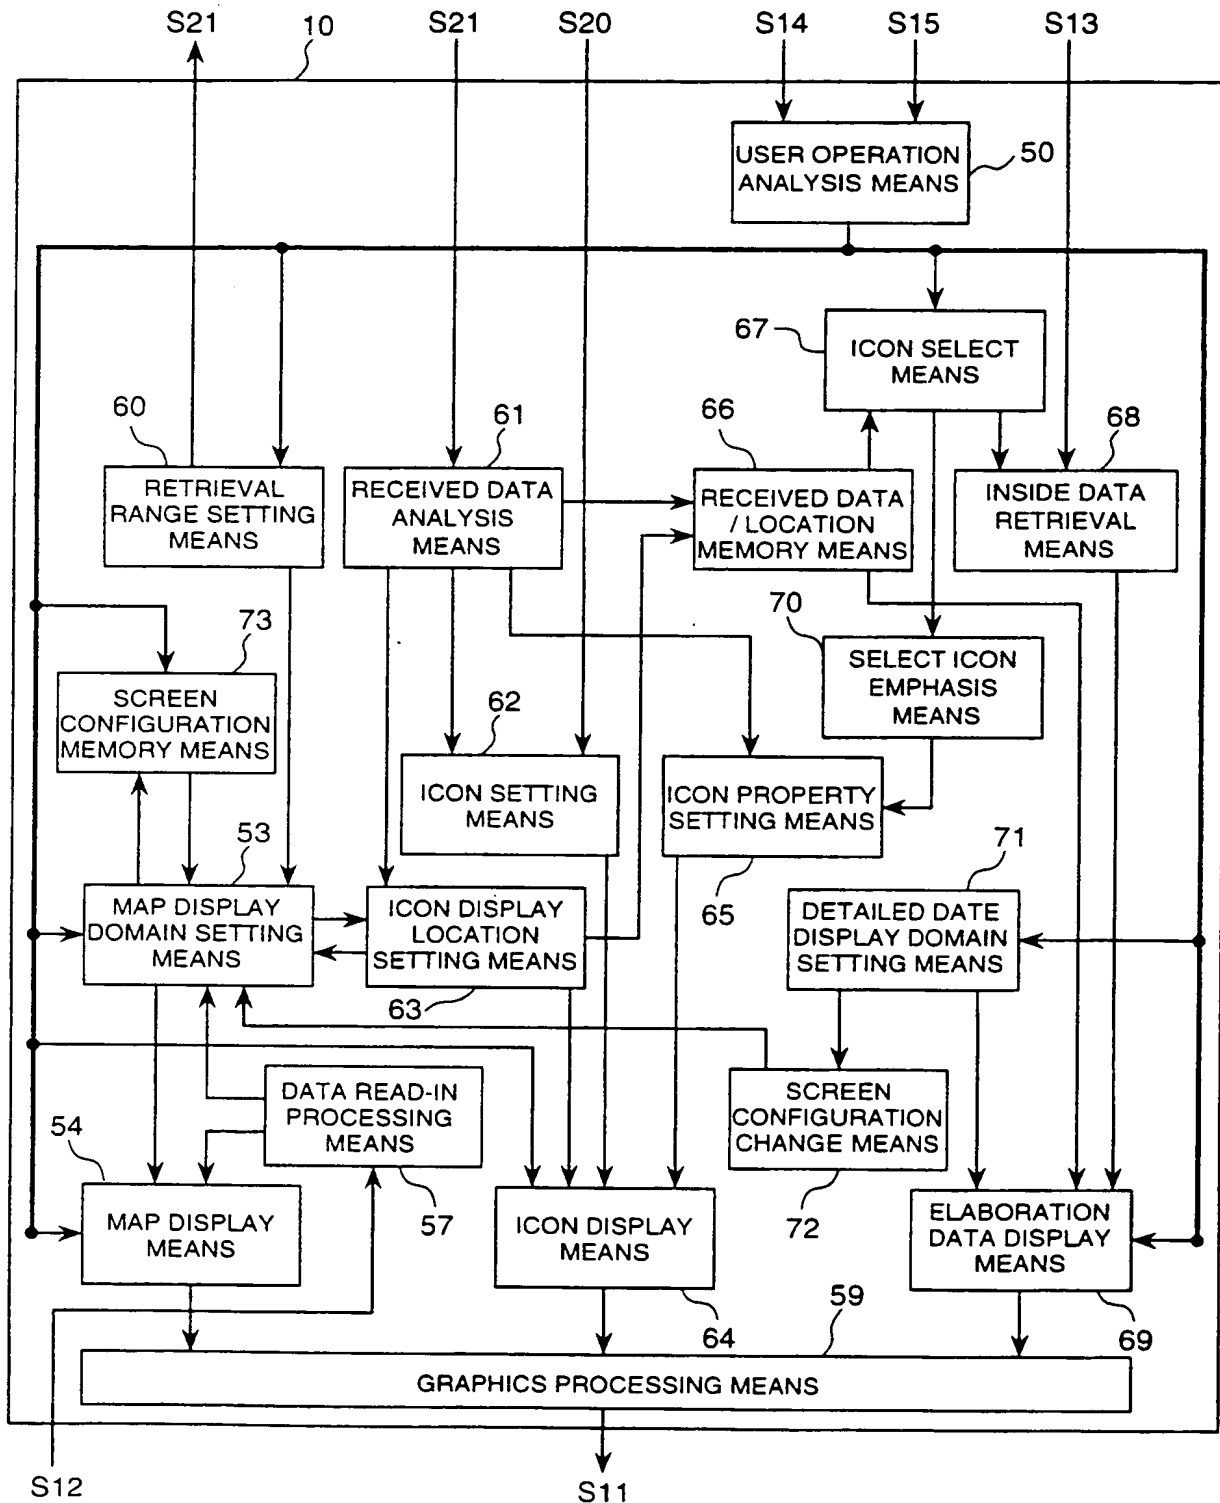 S21
S21
S20
S14
S15
S13
10
USER OPERATION
ANALYSIS MEANS
50
67
ICON SELECT
MEANS
60
61
66
68
RETRIEVAL
RANGE SETTING
MEANS
RECEIVED DATA
ANALYSIS
MEANS
RECEIVED DATA
/ LOCATION
MEMORY MEANS
INSIDE DATA
RETRIEVAL
MEANS
73
70
SCREEN
CONFIGURATION
MEMORY MEANS
62
SELECT ICON
EMPHASIS
MEANS
ICON SETTING
MEANS
ICON PROPERTY
SETTING MEANS
53
65
71
MAP DISPLAY
DOMAIN SETTING
MEANS
ICON DISPLAY
LOCATION
SETTING MEANS
63
DETAILED DATE
DISPLAY DOMAIN
SETTING MEANS
DATA READ-IN
PROCESSING
MEANS
57
SCREEN
CONFIGURATION
CHANGE MEANS
72
54
MAP DISPLAY
MEANS
ICON DISPLAY
MEANS
64
ELABORATION
DATA DISPLAY
MEANS
69
59
GRAPHICS PROCESSING MEANS
S12
S11